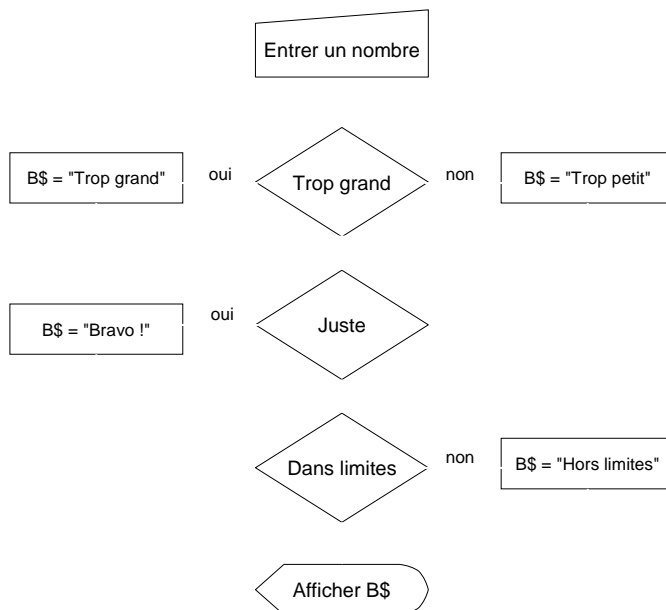 Entrer un nombre
B$ = "Trop grand"
oui
Trop grand
non
B$ = "Trop petit"
B$ = "Bravo !"
oui
Juste
Dans limites
non
B$ = "Hors limites"
Afficher B$